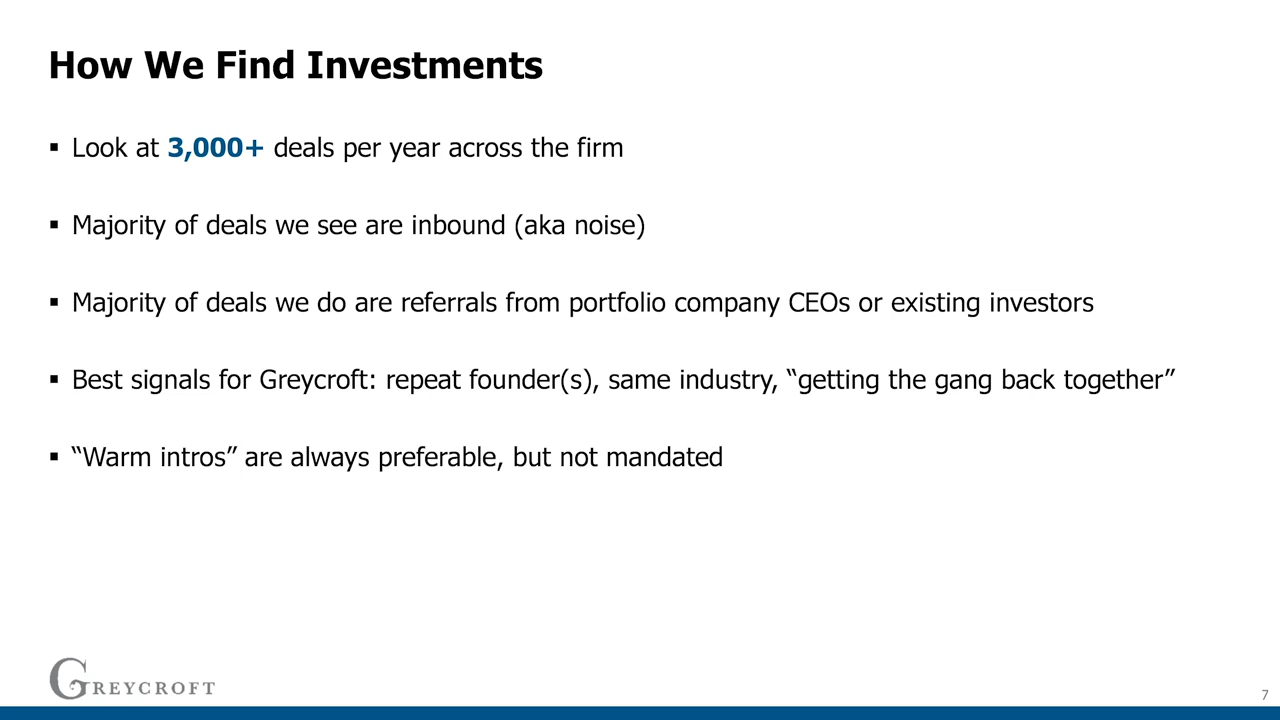 How We Find Investments
▪ Look at 3,000+ deals per year across the firm
▪ Majority of deals we see are inbound (aka noise)
▪ Majority of deals we do are referrals from portfolio company CEOs or existing investors
▪ Best signals for Greycroft: repeat founder(s), same industry, “getting the gang back together”
▪ “Warm intros” are always preferable, but not mandated
GREYCROFT
7